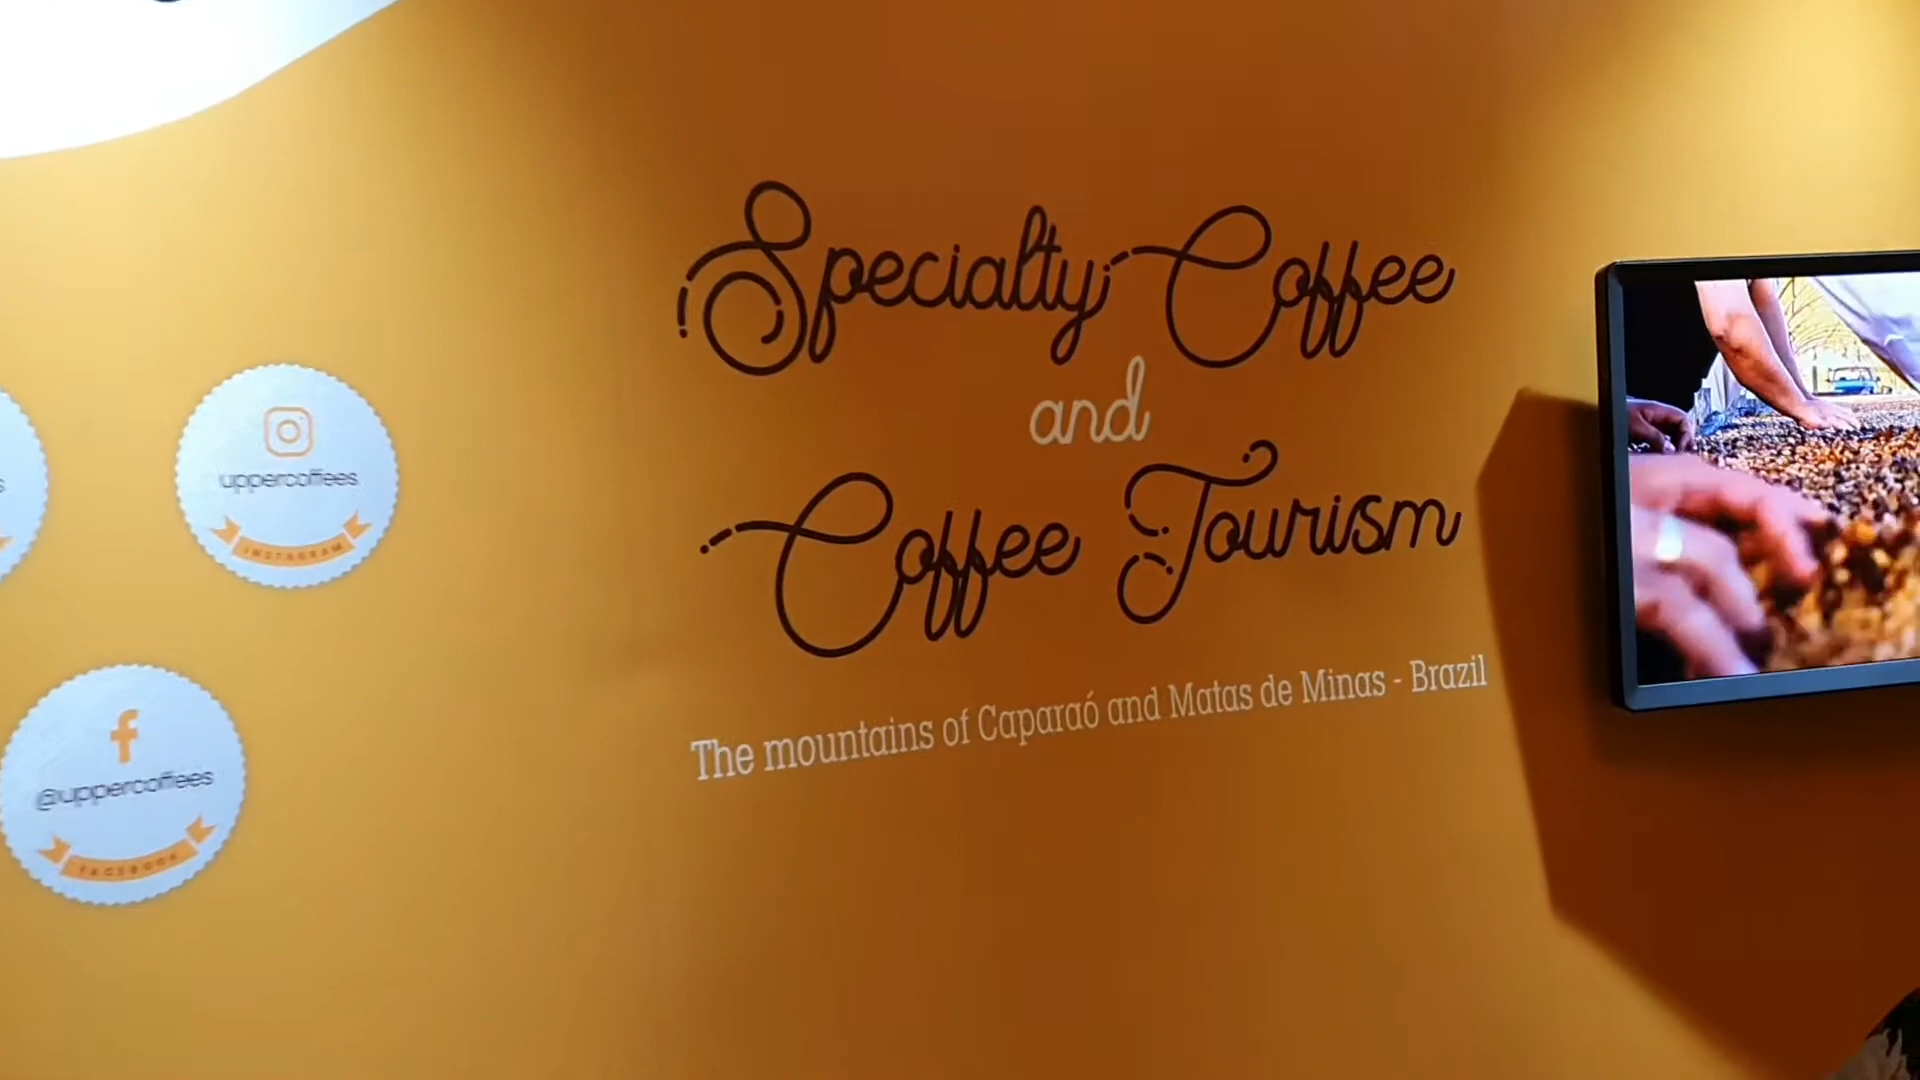 Specialty Coffee
and
Coffee Tourism
The mountains of Caparaó and Matas de Minas - Brazil
uppercoffees
INSTAGRAM
@uppercoffees
FACEBOOK